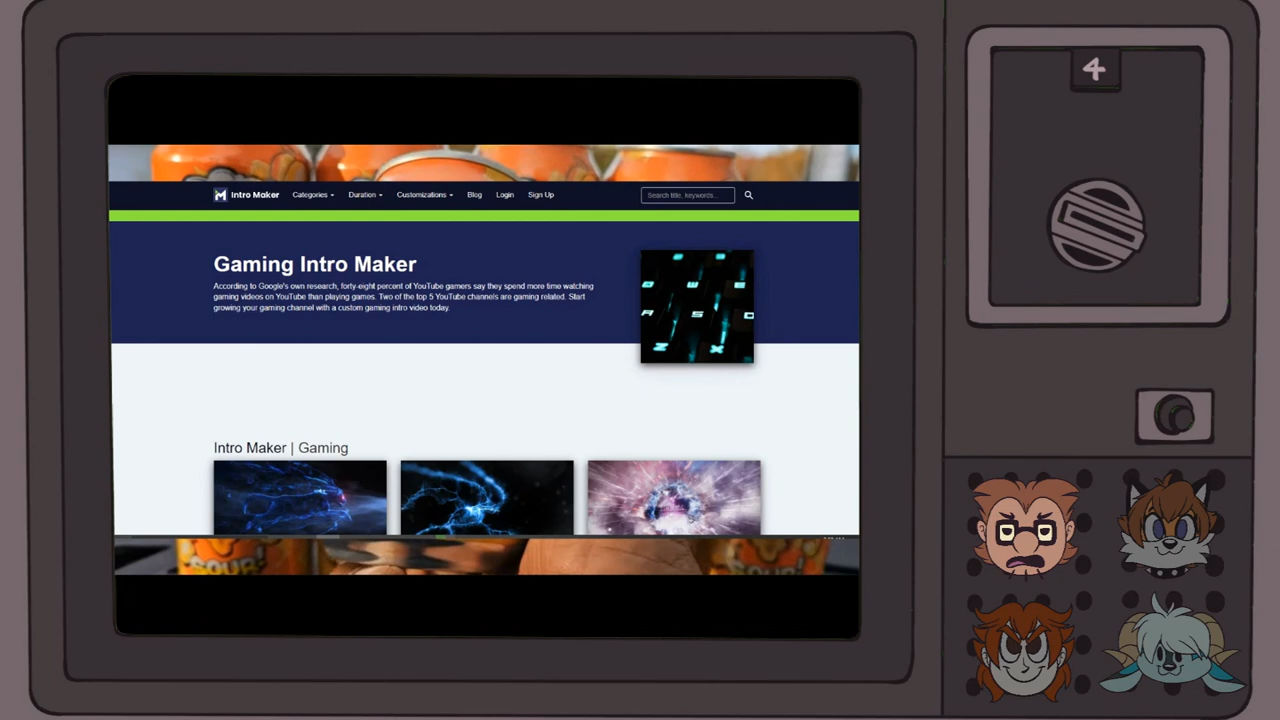 4
Intro Maker Categories Duration Customizations Blog Login Sign Up Search title, keywords...
Gaming Intro Maker
According to Google's own research, forty-eight percent of YouTube gamers say they spend more time watching
gaming videos on YouTube than playing games. Two of the top 5 YouTube channels are gaming related. Start
growing your gaming channel with a custom gaming intro video today.
W E
A S D
Z X
Intro Maker | Gaming
SOUR
SOUR